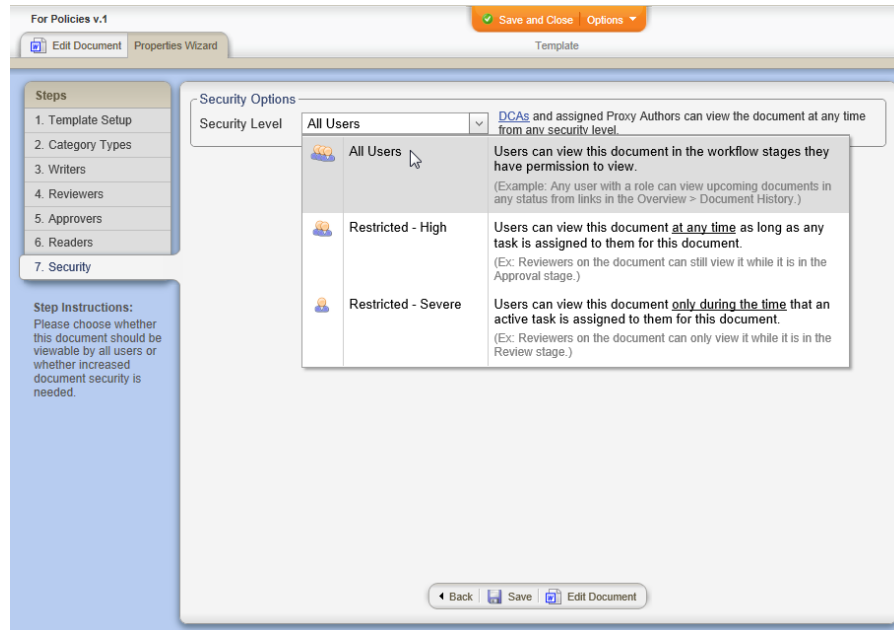 For Policies v.1
Save and Close Options
Edit Document Properties Wizard
Template
Steps
1. Template Setup
2. Category Types
3. Writers
4. Reviewers
5. Approvers
6. Readers
7. Security
Step Instructions:
Please choose whether
this document should be
viewable by all users or
whether increased
document security is
needed.
Security Options
Security Level All Users
DCAs and assigned Proxy Authors can view the document at any time
from any security level.
All Users
Users can view this document in the workflow stages they
have permission to view.
(Example: Any user with a role can view upcoming documents in
any status from links in the Overview > Document History.)
Restricted - High
Users can view this document at any time as long as any
task is assigned to them for this document.
(Ex: Reviewers on the document can still view it while it is in the
Approval stage.)
Restricted - Severe
Users can view this document only during the time that an
active task is assigned to them for this document.
(Ex: Reviewers on the document can only view it while it is in the
Review stage.)
Back Save Edit Document